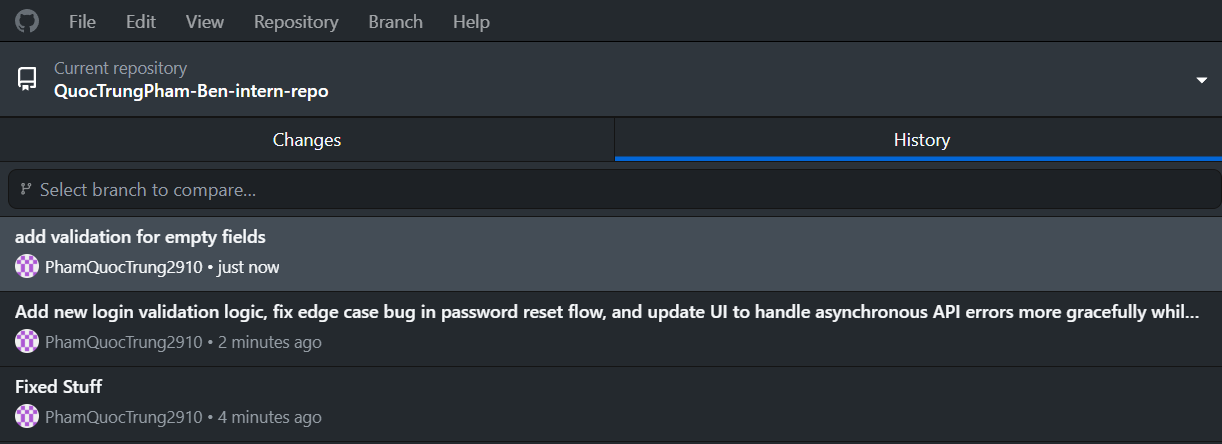 File Edit View Repository Branch Help
Current repository
QuocTrungPham-Ben-intern-repo
Changes History
Select branch to compare...
add validation for empty fields
PhamQuocTrung2910 • just now
Add new login validation logic, fix edge case bug in password reset flow, and update UI to handle asynchronous API errors more gracefully whil...
PhamQuocTrung2910 • 2 minutes ago
Fixed Stuff
PhamQuocTrung2910 • 4 minutes ago